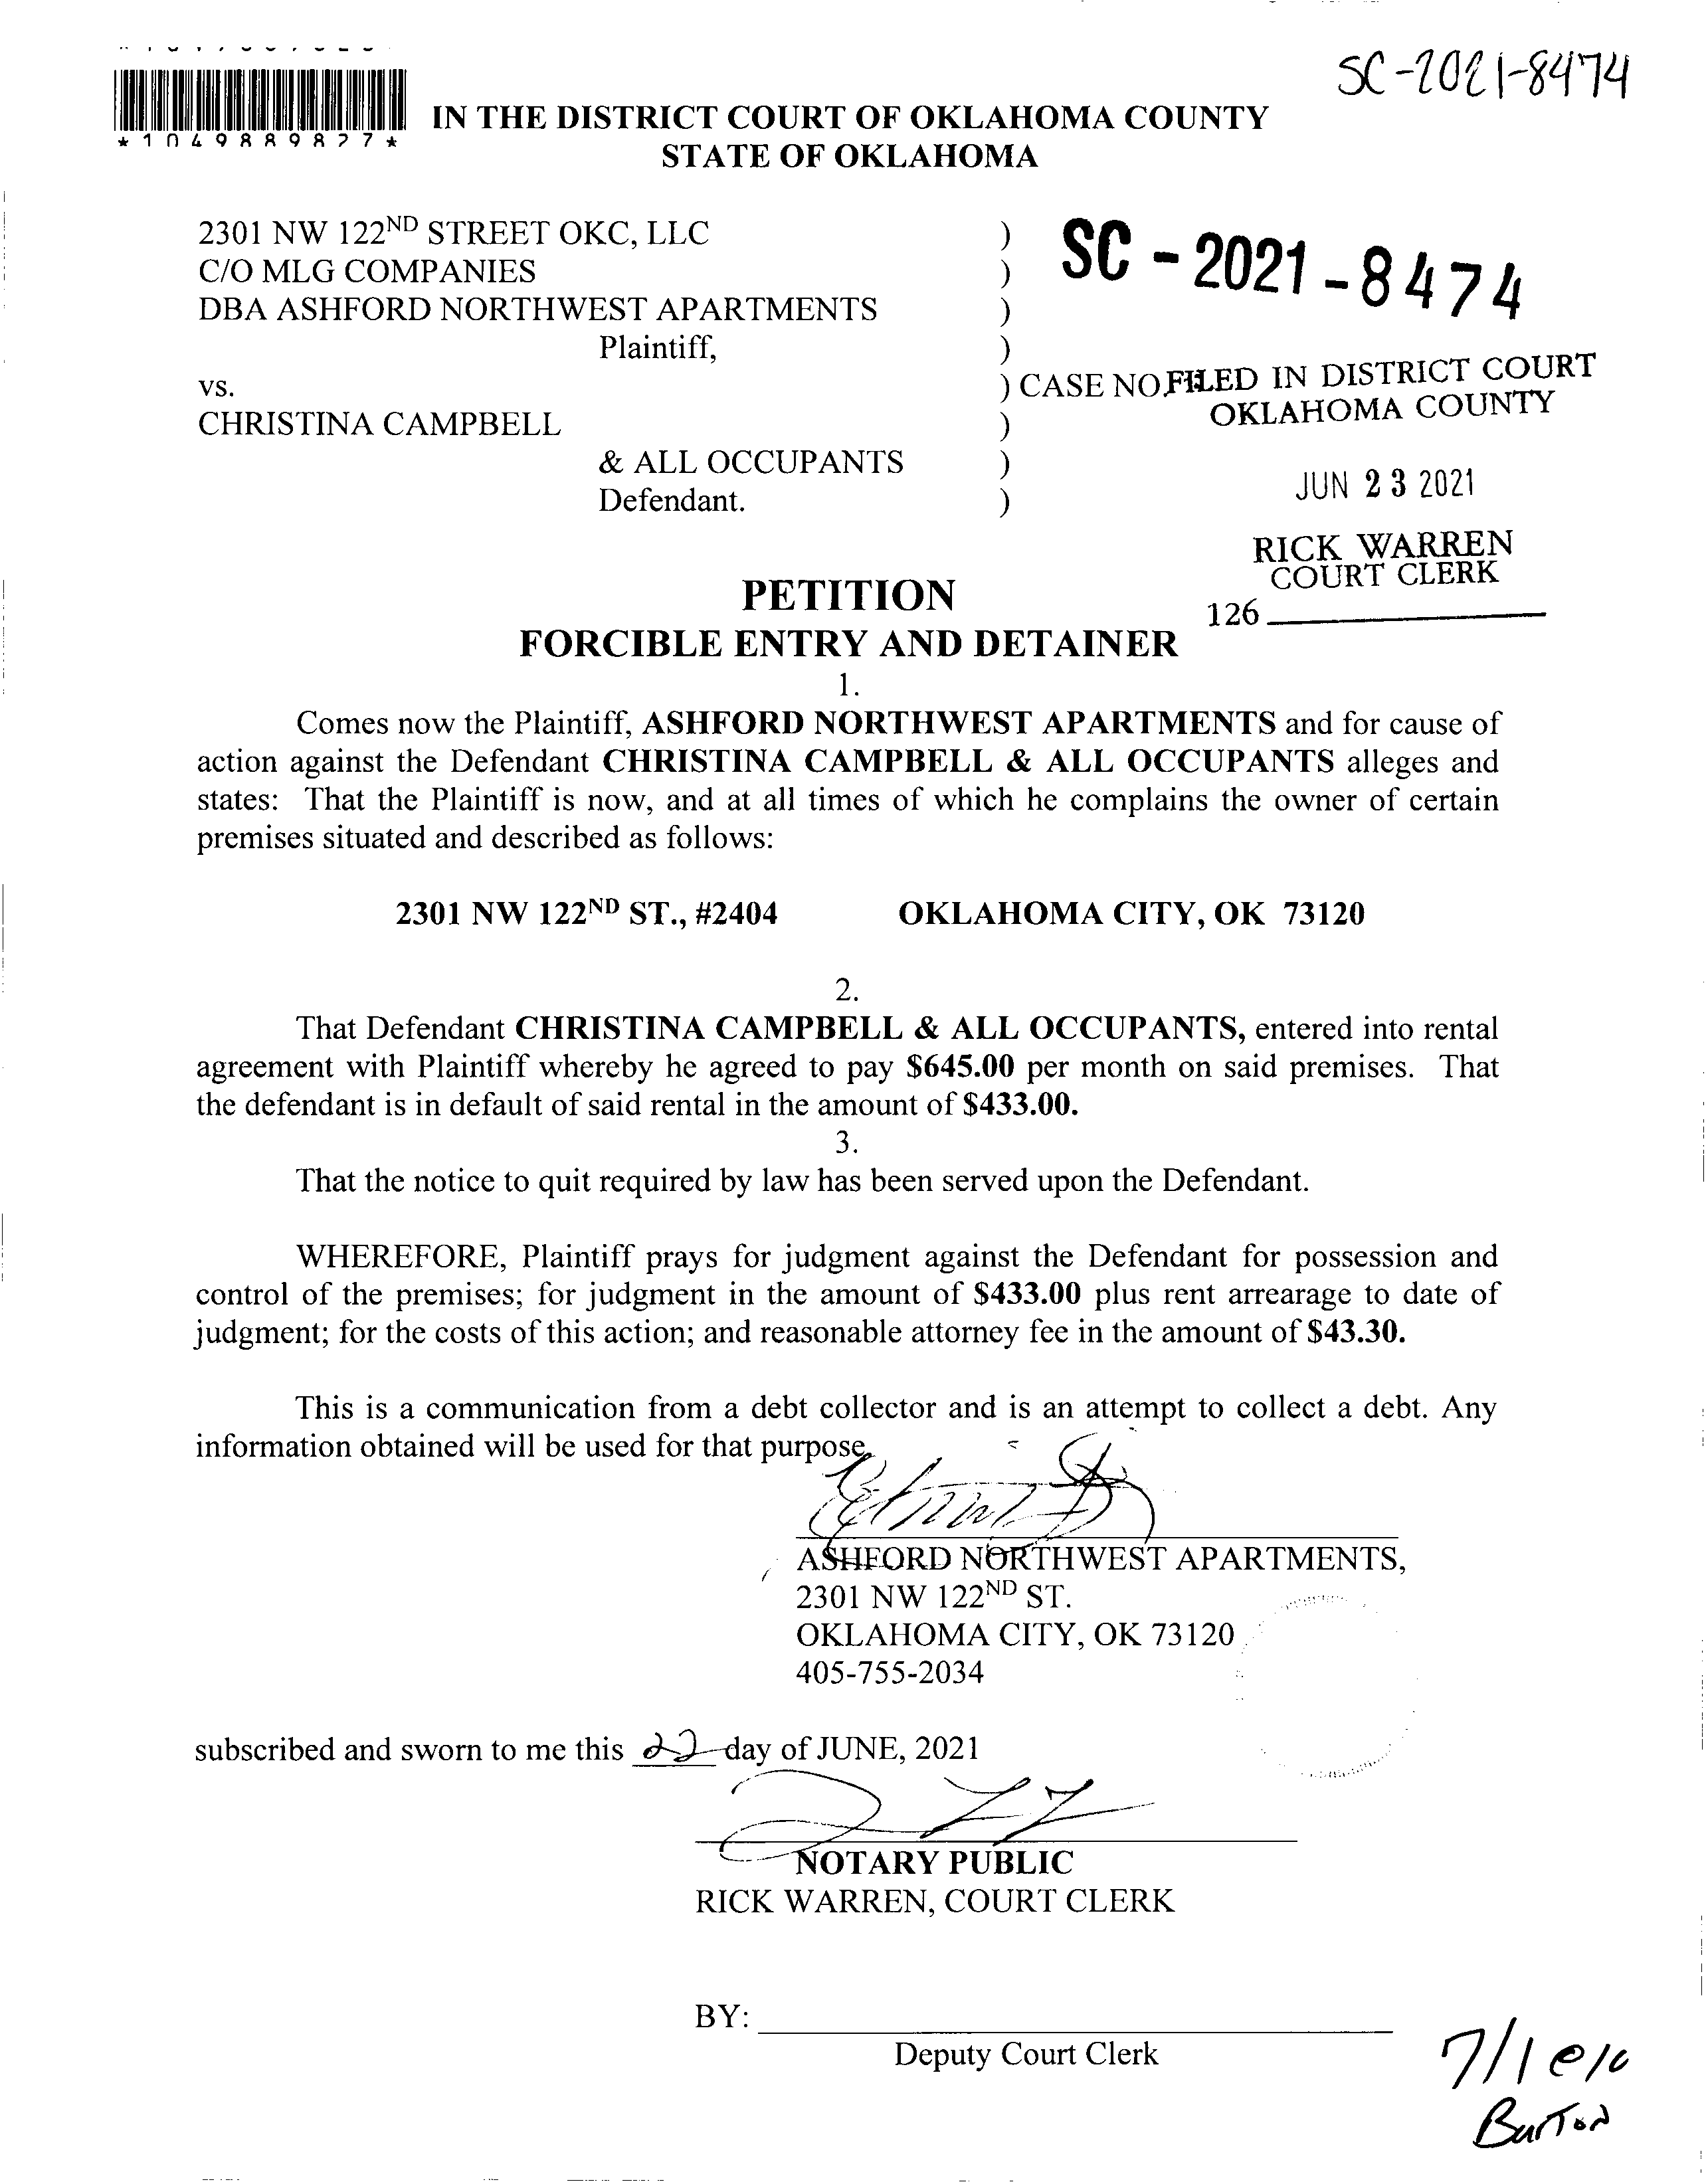 SC-2021-8474
IN THE DISTRICT COURT OF OKLAHOMA COUNTY
STATE OF OKLAHOMA
2301 NW 122ND STREET OKC, LLC )
C/O MLG COMPANIES )
DBA ASHFORD NORTHWEST APARTMENTS )
Plaintiff, )
vs. ) CASE NO.
CHRISTINA CAMPBELL )
& ALL OCCUPANTS )
Defendant. )
SC - 2021 - 8474
FILED IN DISTRICT COURT
OKLAHOMA COUNTY
JUN 23 2021
RICK WARREN
COURT CLERK
126
PETITION
FORCIBLE ENTRY AND DETAINER
1.
Comes now the Plaintiff, ASHFORD NORTHWEST APARTMENTS and for cause of
action against the Defendant CHRISTINA CAMPBELL & ALL OCCUPANTS alleges and
states: That the Plaintiff is now, and at all times of which he complains the owner of certain
premises situated and described as follows:
2301 NW 122ND ST., #2404 OKLAHOMA CITY, OK 73120
2.
That Defendant CHRISTINA CAMPBELL & ALL OCCUPANTS, entered into rental
agreement with Plaintiff whereby he agreed to pay $645.00 per month on said premises. That
the defendant is in default of said rental in the amount of $433.00.
3.
That the notice to quit required by law has been served upon the Defendant.
WHEREFORE, Plaintiff prays for judgment against the Defendant for possession and
control of the premises; for judgment in the amount of $433.00 plus rent arrearage to date of
judgment; for the costs of this action; and reasonable attorney fee in the amount of $43.30.
This is a communication from a debt collector and is an attempt to collect a debt. Any
information obtained will be used for that purpose.
ASHFORD NORTHWEST APARTMENTS,
2301 NW 122ND ST.
OKLAHOMA CITY, OK 73120
405-755-2034
subscribed and sworn to me this 22 day of JUNE, 2021
NOTARY PUBLIC
RICK WARREN, COURT CLERK
BY:
Deputy Court Clerk
7/1 @ 10
Burton